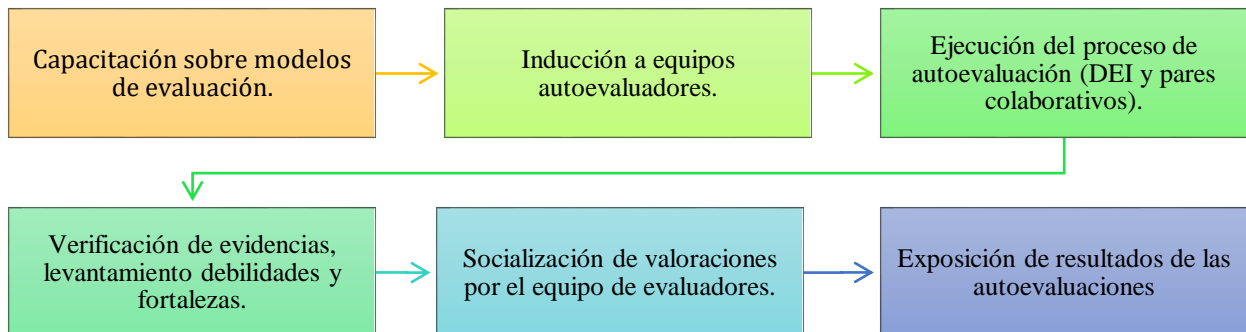 Capacitación sobre modelos
de evaluación.
Inducción a equipos
autoevaluadores.
Ejecución del proceso de
autoevaluación (DEI y pares
colaborativos).
Verificación de evidencias,
levantamiento debilidades y
fortalezas.
Socialización de valoraciones
por el equipo de evaluadores.
Exposición de resultados de las
autoevaluaciones